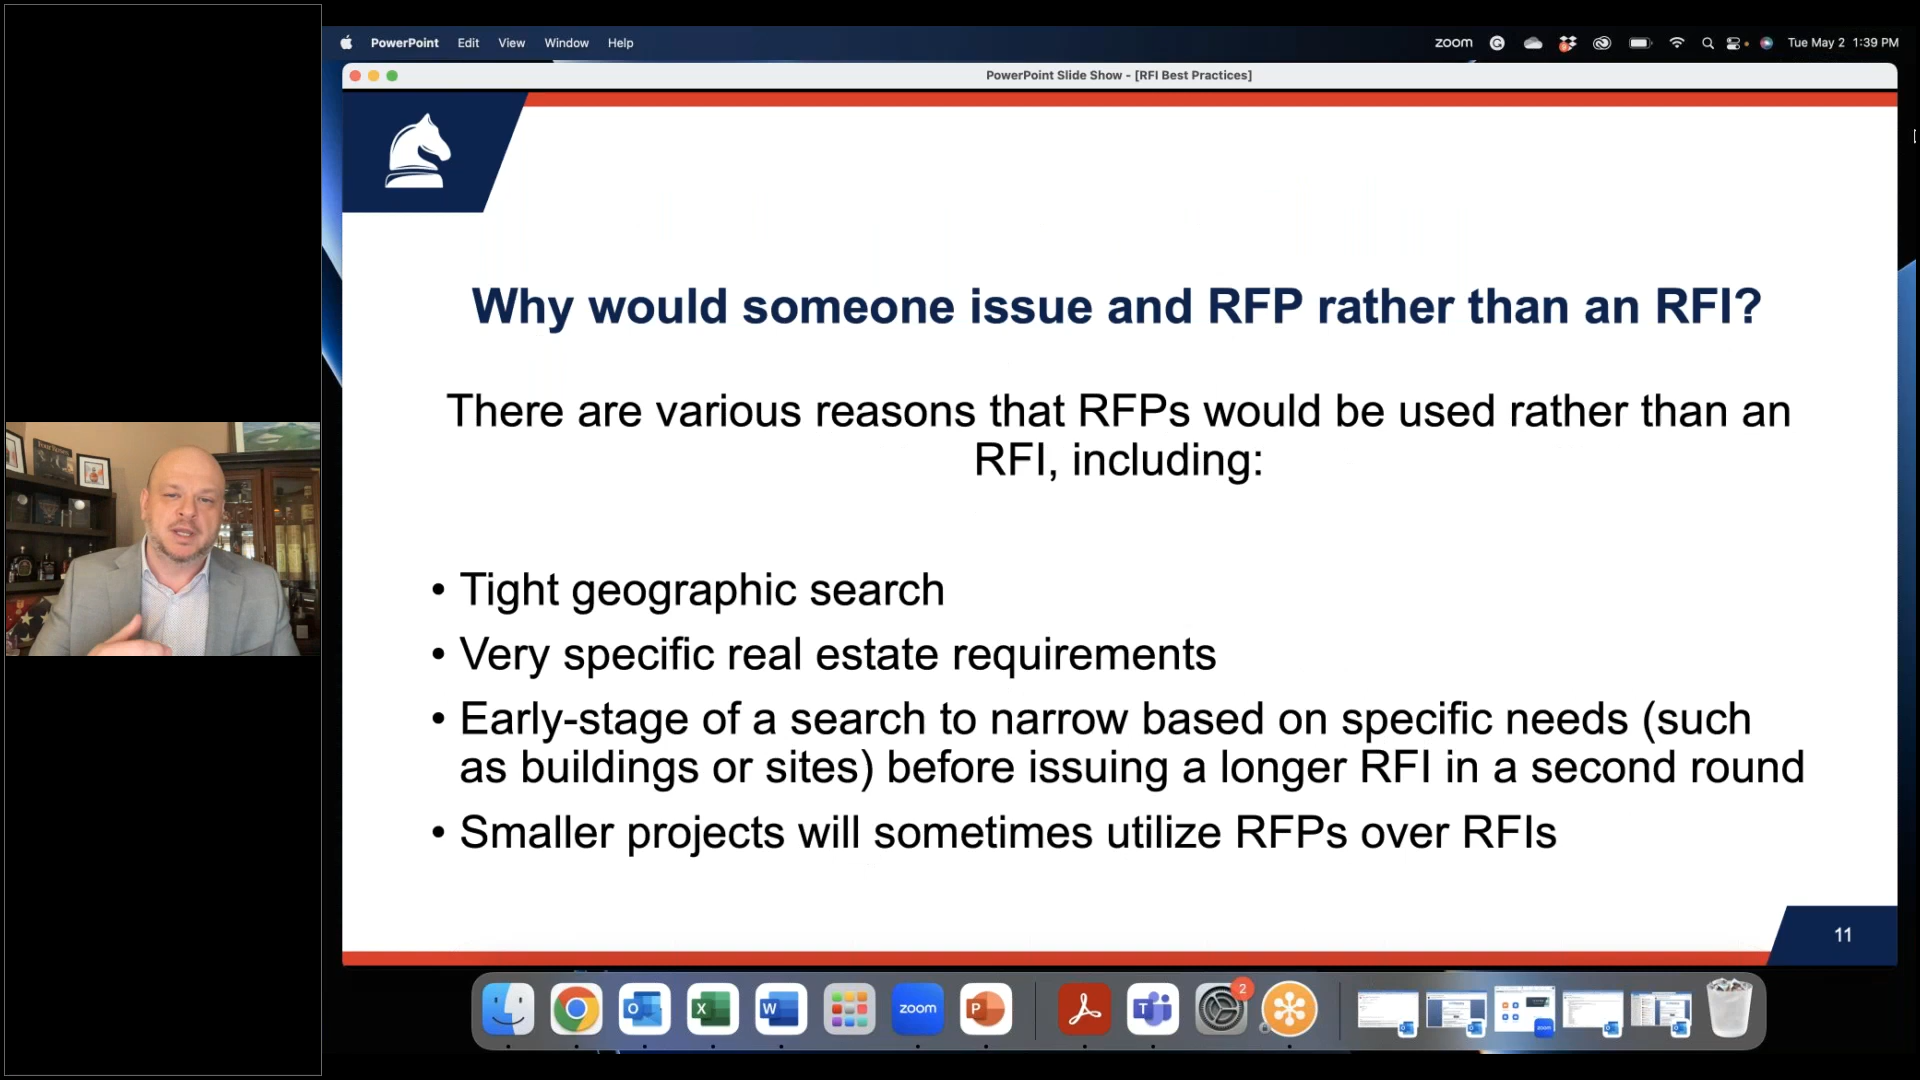 PowerPoint Edit View Window Help
zoom
Tue May 2 1:39 PM
PowerPoint Slide Show - [RFI Best Practices]
Why would someone issue and RFP rather than an RFI?
There are various reasons that RFPs would be used rather than an
RFI, including:
• Tight geographic search
• Very specific real estate requirements
• Early-stage of a search to narrow based on specific needs (such
as buildings or sites) before issuing a longer RFI in a second round
• Smaller projects will sometimes utilize RFPs over RFIs
11
2
O
X
W
zoom
P
T
zoom